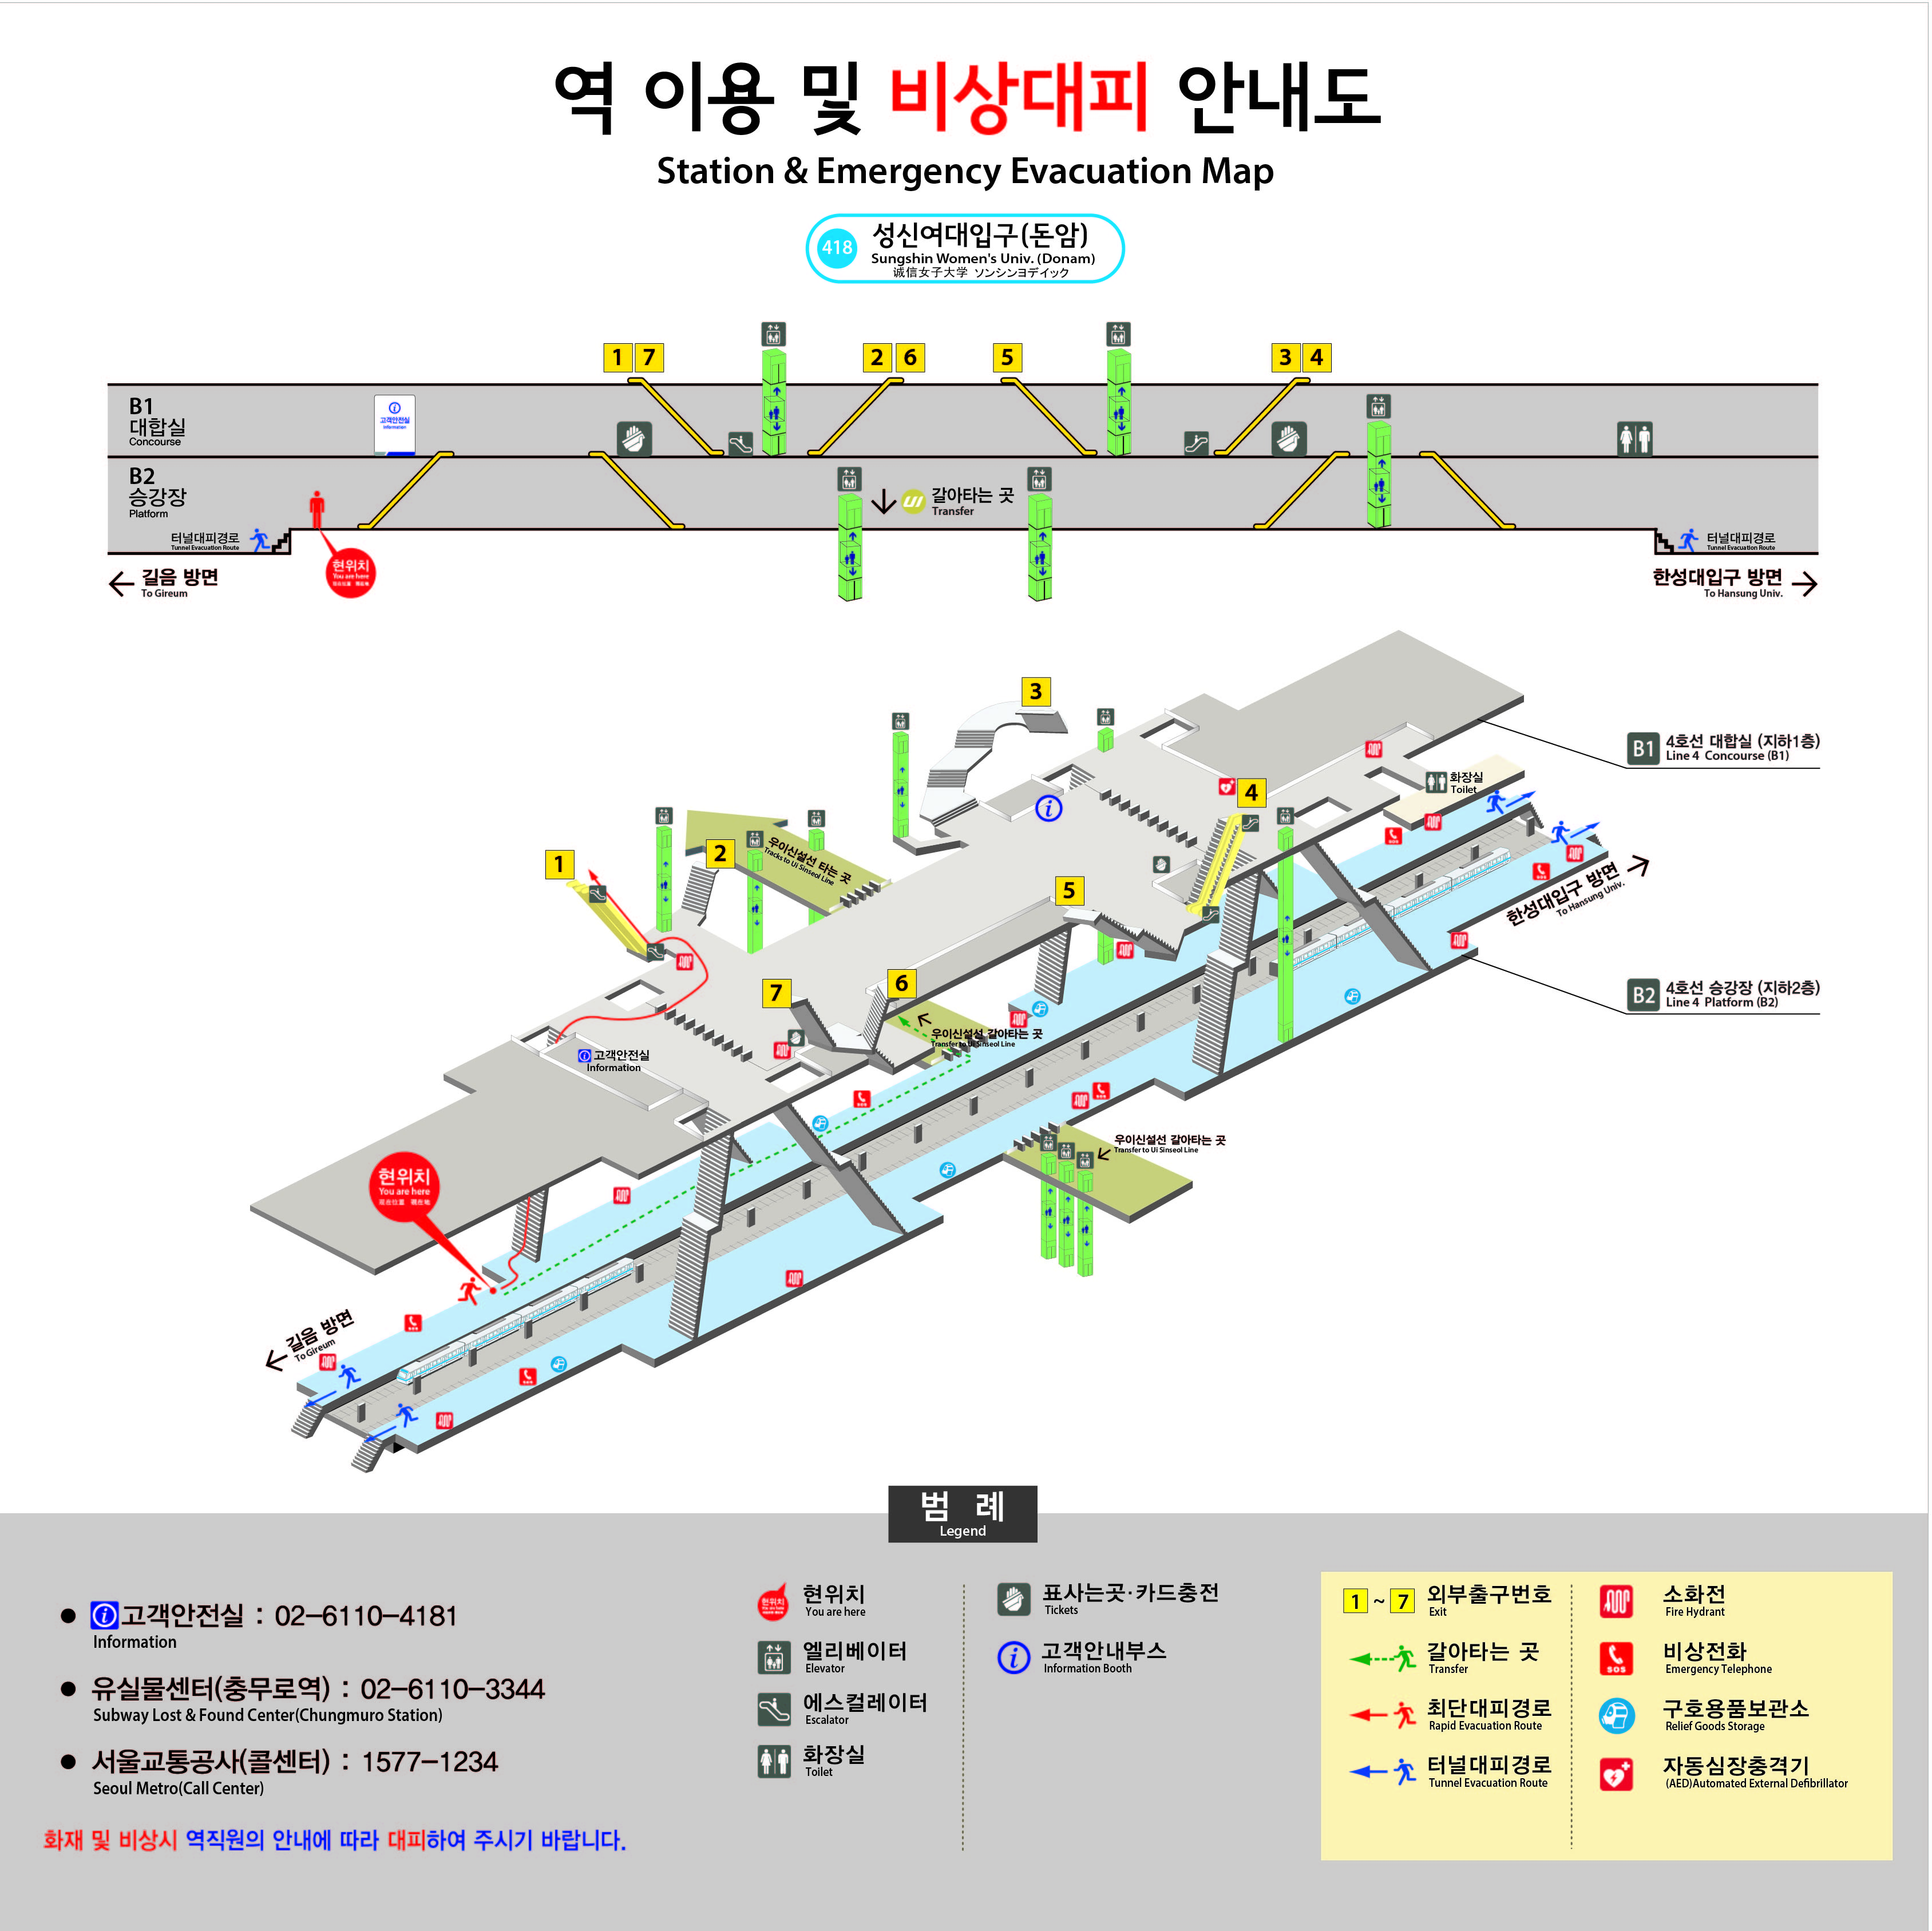 역 이용 및 비상대피 안내도
Station & Emergency Evacuation Map
418
성신여대입구(돈암)
Sungshin Women's Univ. (Donam)
诚信女子大学 ソンシンヨデイック
1 7
2 6
5
3 4
B1
대합실
Concourse
고객안전실
Information
B2
승강장
Platform
갈아타는 곳
Transfer
터널대피경로
Tunnel Evacuation Route
현위치
You are here
터널대피경로
Tunnel Evacuation Route
길음 방면
To Gireum
한성대입구 방면
To Hansung Univ.
3
B1
4호선 대합실 (지하1층)
Line 4 Concourse (B1)
화장실
Toilet
4
1
2
우이신설선 타는 곳
Tracks to Ui Sinseol Line
5
한성대입구 방면
To Hansung Univ.
7
6
B2
4호선 승강장 (지하2층)
Line 4 Platform (B2)
우이신설선 갈아타는 곳
Transfer to Ui Sinseol Line
고객안전실
Information
우이신설선 갈아타는 곳
Transfer to Ui Sinseol Line
현위치
You are here
길음 방면
To Gireum
범 례
Legend
고객안전실 : 02-6110-4181
Information
유실물센터(충무로역) : 02-6110-3344
Subway Lost & Found Center(Chungmuro Station)
서울교통공사(콜센터) : 1577-1234
Seoul Metro(Call Center)
화재 및 비상시 역직원의 안내에 따라 대피하여 주시기 바랍니다.
현위치
You are here
엘리베이터
Elevator
에스컬레이터
Escalator
화장실
Toilet
표사는곳·카드충전
Tickets
고객안내부스
Information Booth
1 ~ 7 외부출구번호
Exit
갈아타는 곳
Transfer
최단대피경로
Rapid Evacuation Route
터널대피경로
Tunnel Evacuation Route
소화전
Fire Hydrant
SOS
비상전화
Emergency Telephone
구호용품보관소
Relief Goods Storage
자동심장충격기
(AED)Automated External Defibrillator